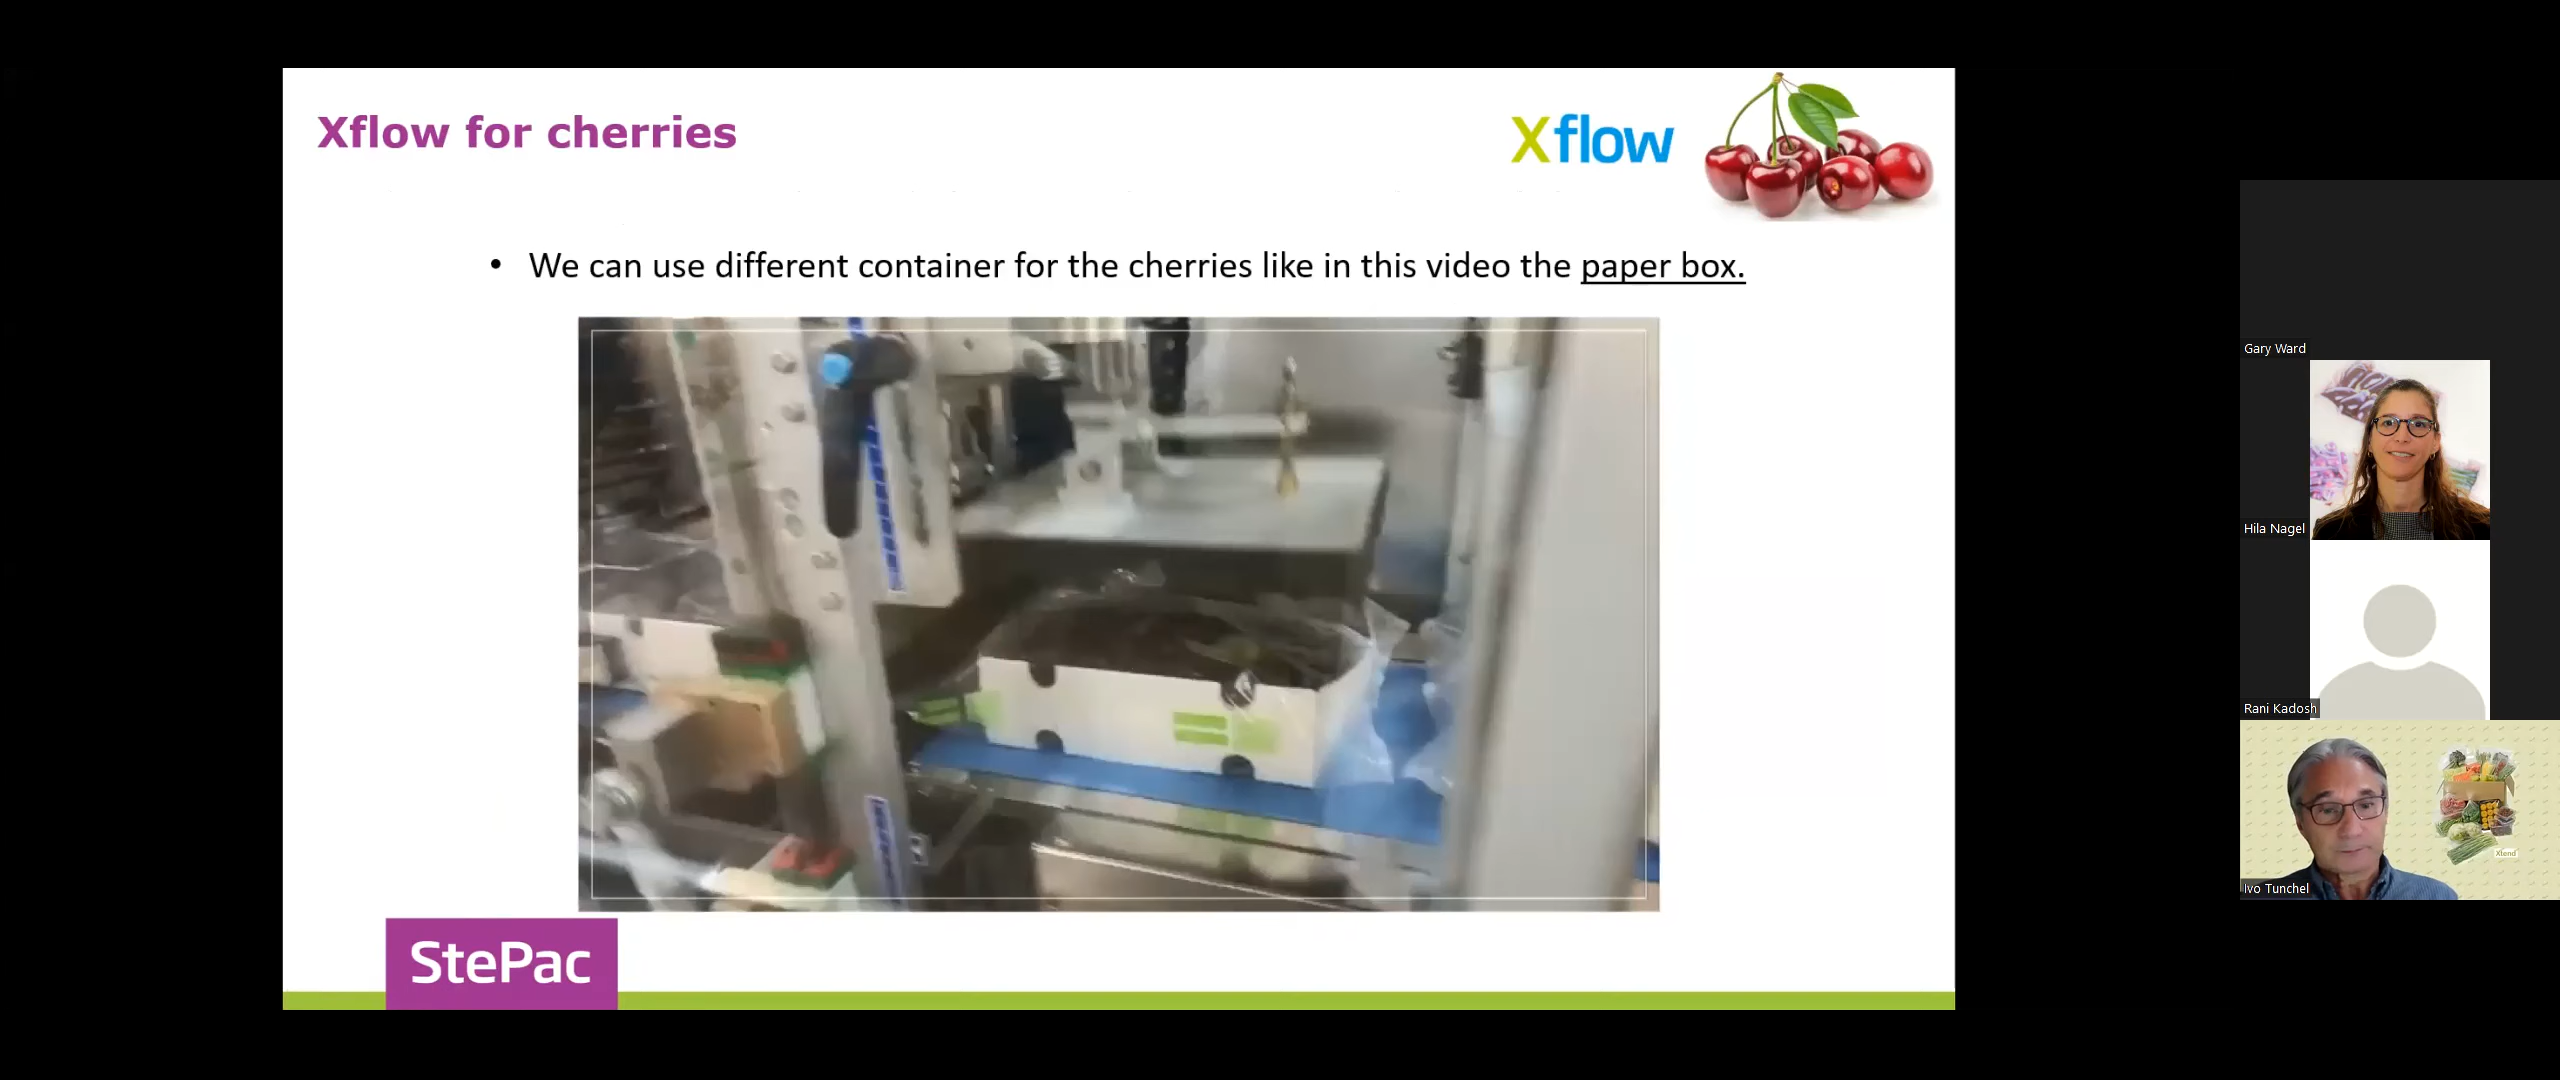 Xflow for cherries
Xflow
• We can use different container for the cherries like in this video the paper box.
StePac
Gary Ward
Hila Nagel
Rani Kadosh
Xtend
Ivo Tunchel